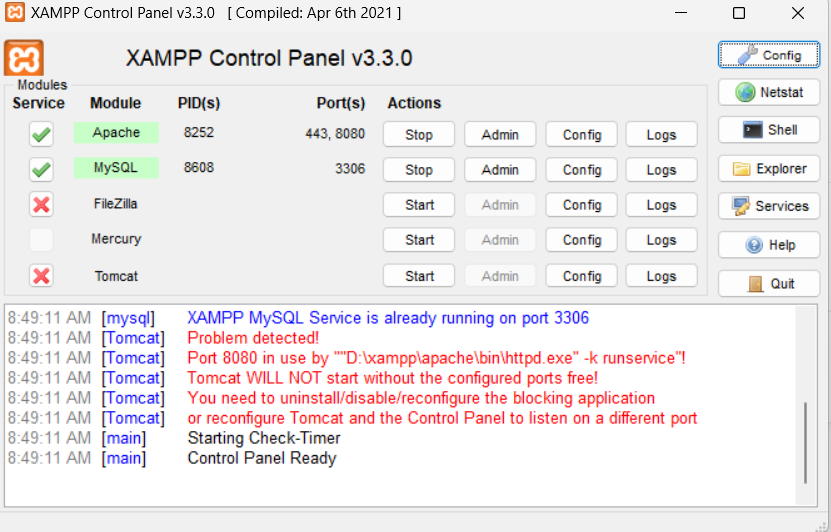 XAMPP Control Panel v3.3.0 [ Compiled: Apr 6th 2021 ]
XAMPP Control Panel v3.3.0
Config
Modules
Service Module PID(s) Port(s) Actions
Netstat
Apache 8252 443, 8080 Stop Admin Config Logs
Shell
MySQL 8608 3306 Stop Admin Config Logs
Explorer
FileZilla Start Admin Config Logs
Services
Mercury Start Admin Config Logs
Help
Tomcat Start Admin Config Logs
Quit
8:49:11 AM [mysql] XAMPP MySQL Service is already running on port 3306
8:49:11 AM [Tomcat] Problem detected!
8:49:11 AM [Tomcat] Port 8080 in use by ""D:\xampp\apache\bin\httpd.exe" -k runservice"!
8:49:11 AM [Tomcat] Tomcat WILL NOT start without the configured ports free!
8:49:11 AM [Tomcat] You need to uninstall/disable/reconfigure the blocking application
8:49:11 AM [Tomcat] or reconfigure Tomcat and the Control Panel to listen on a different port
8:49:11 AM [main] Starting Check-Timer
8:49:11 AM [main] Control Panel Ready